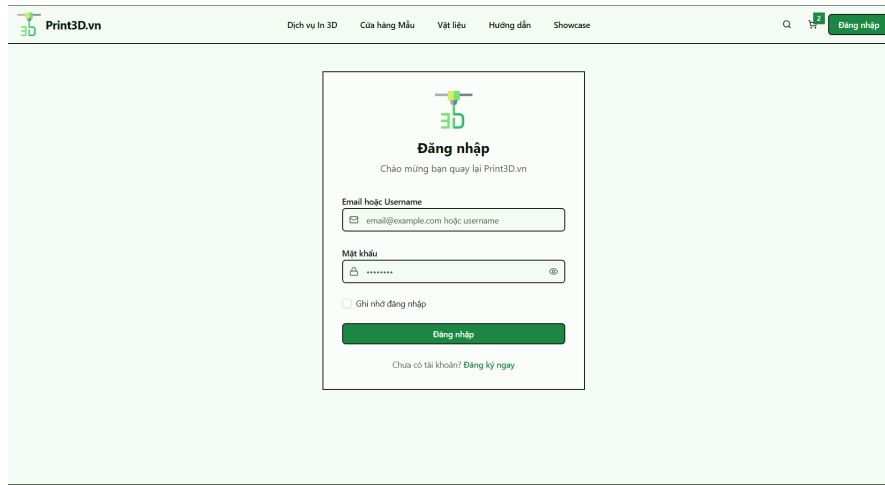 3D Print3D.vn
Dịch vụ In 3D Cửa hàng Mẫu Vật liệu Hướng dẫn Showcase
2
Đăng nhập
3D
Đăng nhập
Chào mừng bạn quay lại Print3D.vn
Email hoặc Username
email@example.com hoặc username
Mật khẩu
••••••••
Ghi nhớ đăng nhập
Đăng nhập
Chưa có tài khoản? Đăng ký ngay